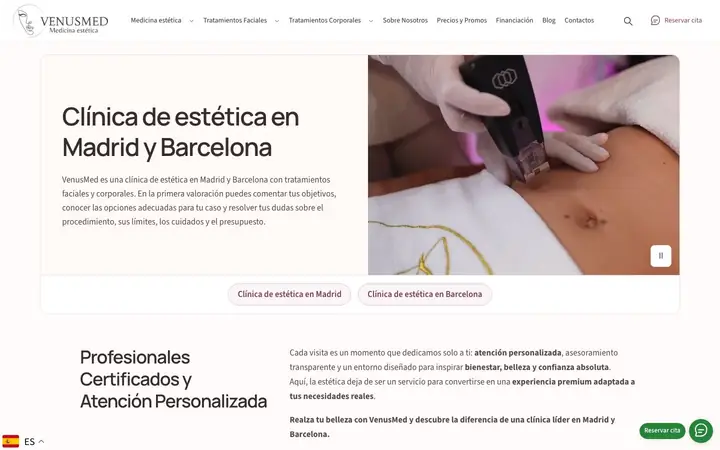 VENUSMED
Medicina estética
Medicina estética
Tratamientos Faciales
Tratamientos Corporales
Sobre Nosotros
Precios y Promos
Financiación
Blog
Contactos
Reservar cita
Clínica de estética en
Madrid y Barcelona
VenusMed es una clínica de estética en Madrid y Barcelona con tratamientos
faciales y corporales. En la primera valoración puedes comentar tus objetivos,
conocer las opciones adecuadas para tu caso y resolver tus dudas sobre el
procedimiento, sus límites, los cuidados y el presupuesto.
Clínica de estética en Madrid
Clínica de estética en Barcelona
Profesionales
Certificados y
Atención Personalizada
Cada visita es un momento que dedicamos solo a ti: atención personalizada, asesoramiento
transparente y un entorno diseñado para inspirar bienestar, belleza y confianza absoluta.
Aquí, la estética deja de ser un servicio para convertirse en una experiencia premium adaptada a
tus necesidades reales.
Realza tu belleza con VenusMed y descubre la diferencia de una clínica líder en Madrid y
Barcelona.
ES
Reservar cita